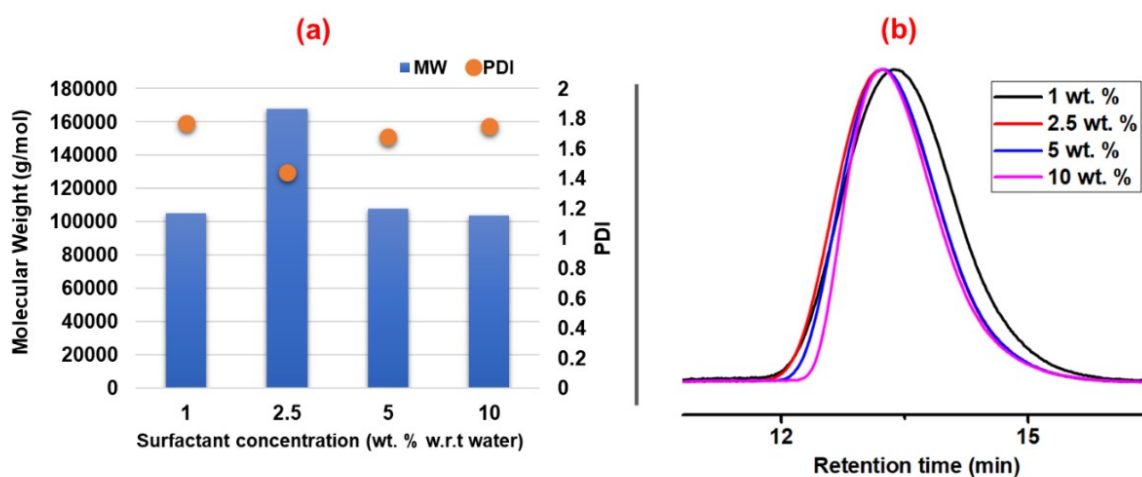 (a)
MW PDI
Molecular Weight (g/mol)
180000
160000
140000
120000
100000
80000
60000
40000
20000
0
2
1.8
1.6
1.4
1.2
1
0.8
0.6
0.4
0.2
0
PDI
1 2.5 5 10
Surfactant concentration (wt. % w.r.t water)
(b)
1 wt. %
2.5 wt. %
5 wt. %
10 wt. %
12 15
Retention time (min)